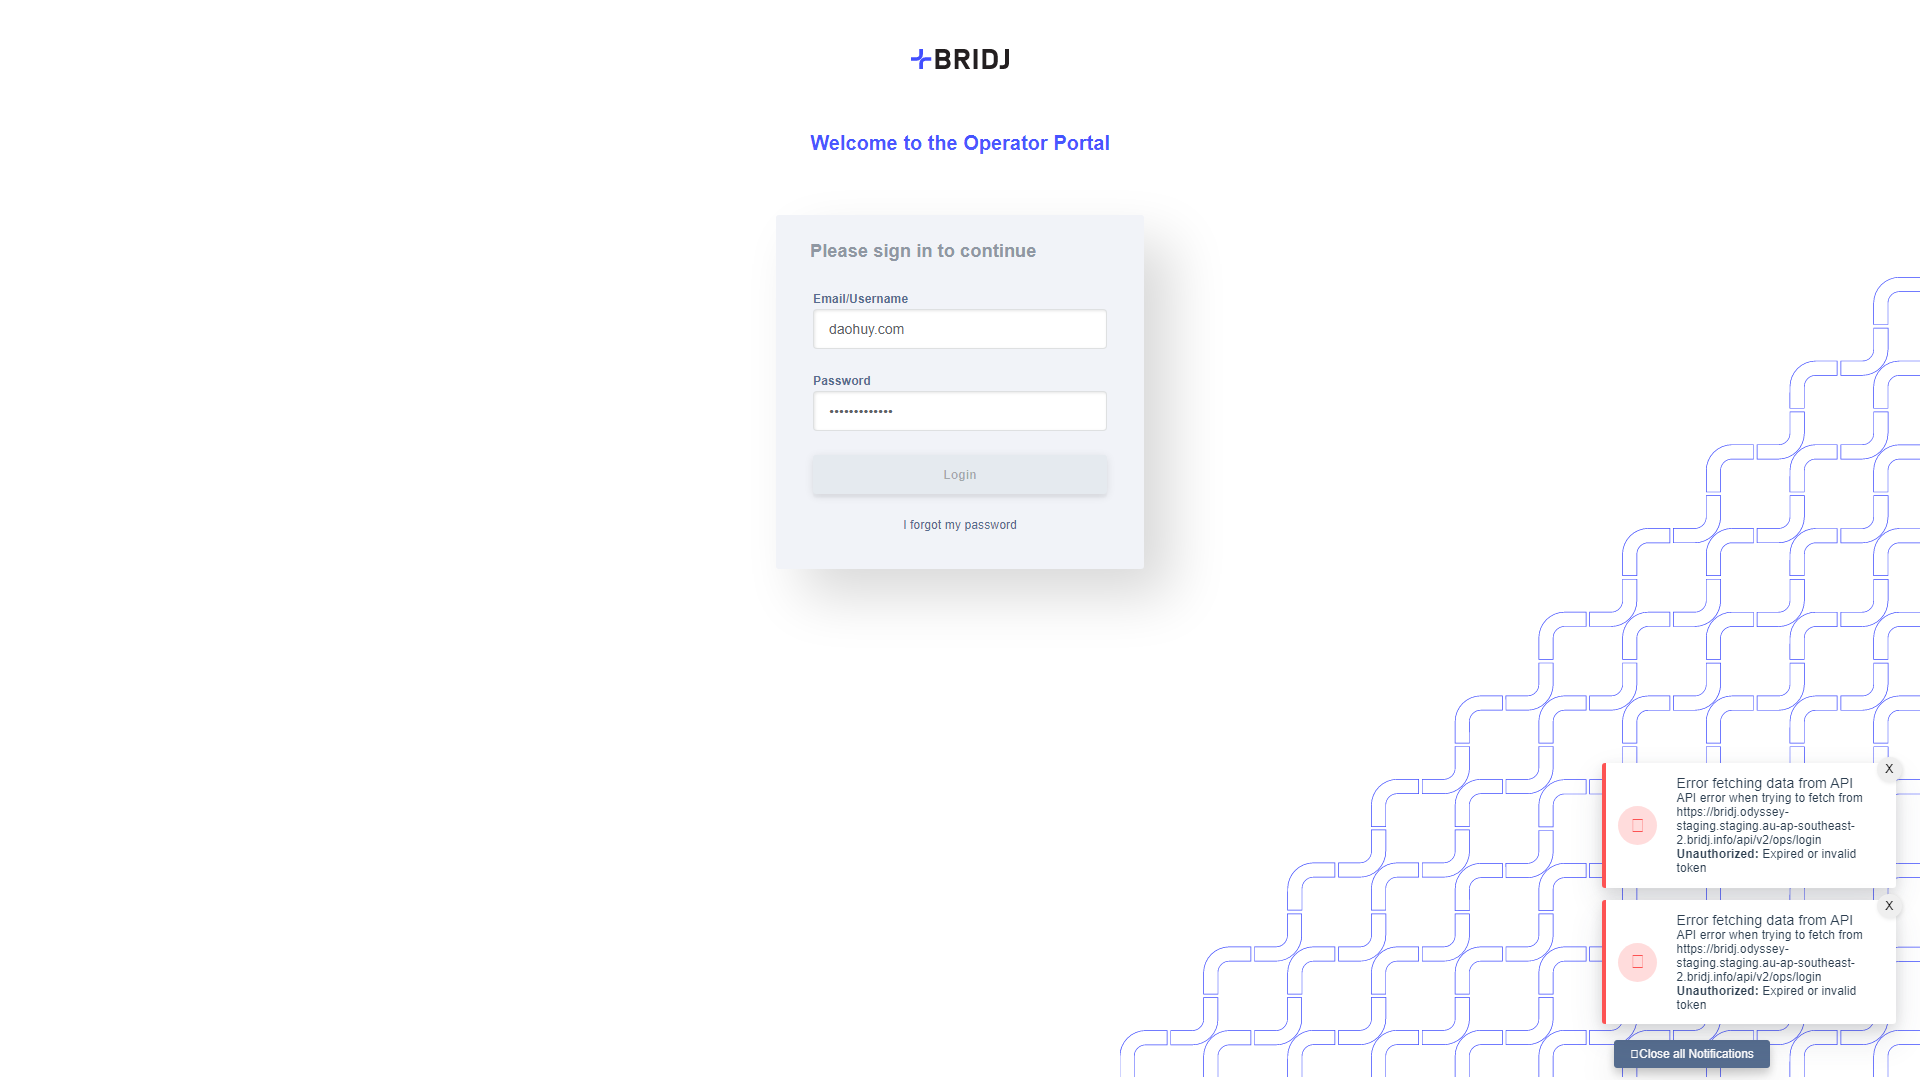 BRIDJ
Welcome to the Operator Portal
Please sign in to continue
Email/Username
daohuy.com
Password
•••••••••••••
Login
I forgot my password
X
Error fetching data from API
API error when trying to fetch from
https://bridj.odyssey-
staging.staging.au-ap-southeast-
2.bridj.info/api/v2/ops/login
Unauthorized: Expired or invalid
token
X
Error fetching data from API
API error when trying to fetch from
https://bridj.odyssey-
staging.staging.au-ap-southeast-
2.bridj.info/api/v2/ops/login
Unauthorized: Expired or invalid
token
Close all Notifications